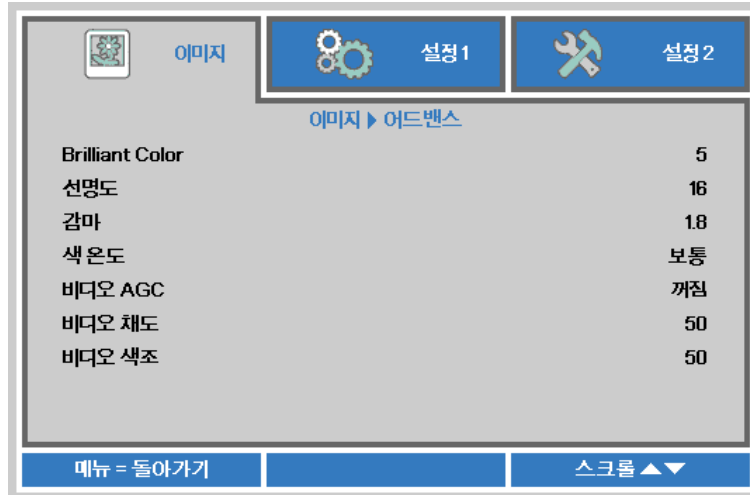 이미지 설정 1 설정 2
이미지 ▶ 어드밴스
Brilliant Color 5
선명도 16
감마 1.8
색 온도 보통
비디오 AGC 꺼짐
비디오 채도 50
비디오 색조 50
메뉴 = 돌아가기 스크롤 ▲▼